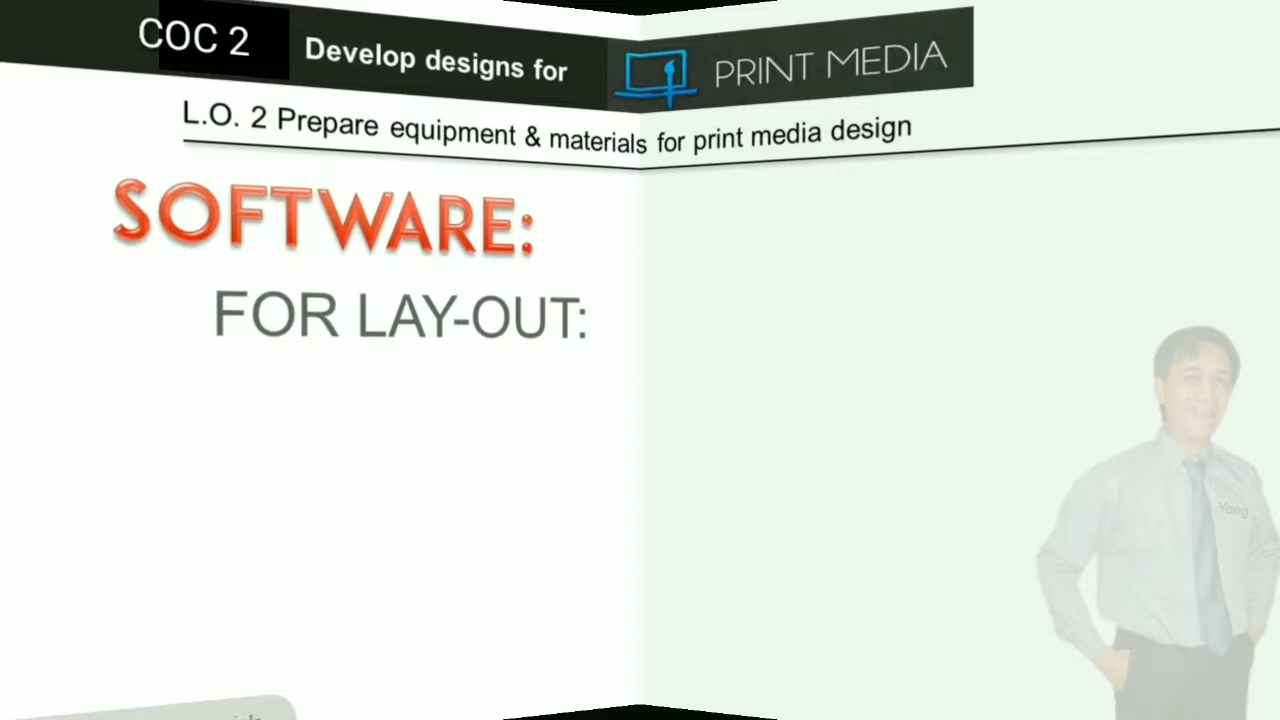 COC 2
Develop designs for
PRINT MEDIA
L.O. 2 Prepare equipment & materials for print media design
SOFTWARE:
FOR LAY-OUT:
Yong